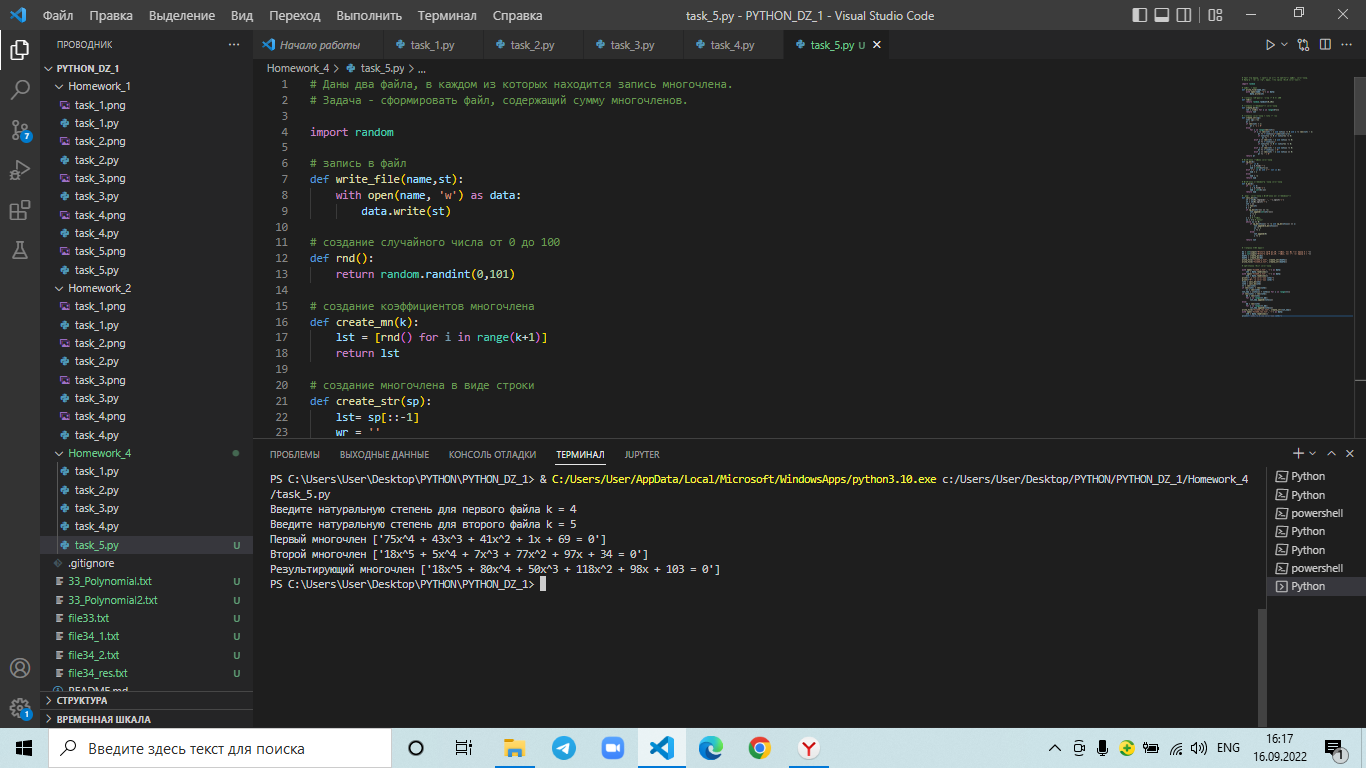 Файл Правка Выделение Вид Переход Выполнить Терминал Справка task_5.py - PYTHON_DZ_1 - Visual Studio Code
ПРОВОДНИК ...
PYTHON_DZ_1
Homework_1
task_1.png
task_1.py
task_2.png
task_2.py
task_3.png
task_3.py
task_4.png
task_4.py
task_5.png
task_5.py
Homework_2
task_1.png
task_1.py
task_2.png
task_2.py
task_3.png
task_3.py
task_4.png
task_4.py
Homework_4
task_1.py
task_2.py
task_3.py
task_4.py
task_5.py U
.gitignore
33_Polynomial.txt U
33_Polynomial2.txt U
file33.txt U
file34_1.txt U
file34_2.txt U
file34_res.txt U
README.md
СТРУКТУРА
ВРЕМЕННАЯ ШКАЛА
7
1
Начало работы task_1.py task_2.py task_3.py task_4.py task_5.py U
Homework_4 > task_5.py > ...
1 # Даны два файла, в каждом из которых находится запись многочлена.
2 # Задача - сформировать файл, содержащий сумму многочленов.
3
4 import random
5
6 # запись в файл
7 def write_file(name,st):
8 with open(name, 'w') as data:
9 data.write(st)
10
11 # создание случайного числа от 0 до 100
12 def rnd():
13 return random.randint(0,101)
14
15 # создание коэффициентов многочлена
16 def create_mn(k):
17 lst = [rnd() for i in range(k+1)]
18 return lst
19
20 # создание многочлена в виде строки
21 def create_str(sp):
22 lst= sp[::-1]
23 wr = ''
ПРОБЛЕМЫ ВЫХОДНЫЕ ДАННЫЕ КОНСОЛЬ ОТЛАДКИ ТЕРМИНАЛ JUPYTER
PS C:\Users\User\Desktop\PYTHON\PYTHON_DZ_1> & C:/Users/User/AppData/Local/Microsoft/WindowsApps/python3.10.exe c:/Users/User/Desktop/PYTHON/PYTHON_DZ_1/Homework_4
/task_5.py
Введите натуральную степень для первого файла k = 4
Введите натуральную степень для второго файла k = 5
Первый многочлен ['75x^4 + 43x^3 + 41x^2 + 1x + 69 = 0']
Второй многочлен ['18x^5 + 5x^4 + 7x^3 + 77x^2 + 97x + 34 = 0']
Результирующий многочлен ['18x^5 + 80x^4 + 50x^3 + 118x^2 + 98x + 103 = 0']
PS C:\Users\User\Desktop\PYTHON\PYTHON_DZ_1>
Python
Python
powershell
Python
Python
powershell
Python
Введите здесь текст для поиска
ENG
16:17
16.09.2022
1